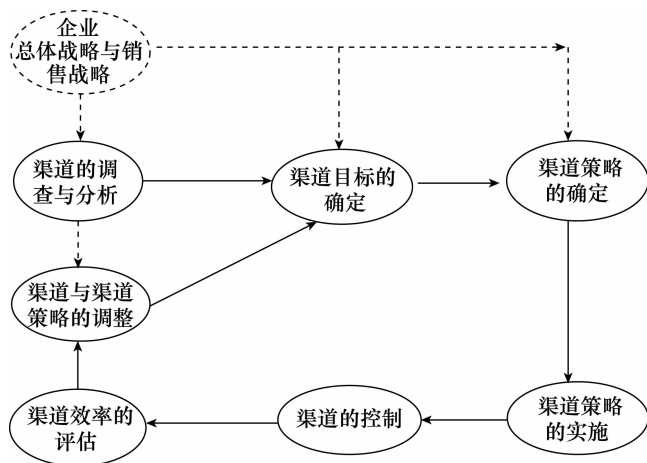 企业
总体战略与销
售战略
渠道的调
查与分析
渠道目标的
确定
渠道策略
的确定
渠道与渠道
策略的调整
渠道效率的
评估
渠道的控制
渠道策略
的实施